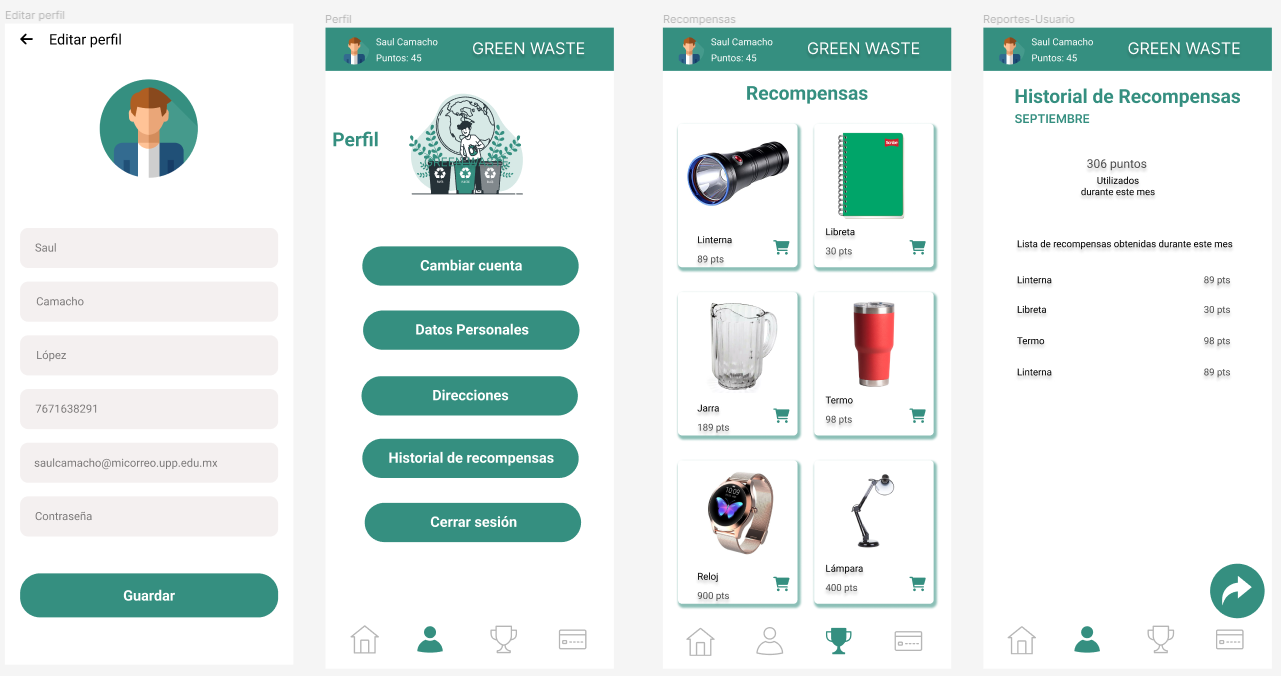 Editar perfil
Editar perfil
Saul
Camacho
López
7671638291
saulcamacho@micorreo.upp.edu.mx
Contraseña
Guardar
Perfil
Saul Camacho
Puntos: 45
GREEN WASTE
Perfil
Cambiar cuenta
Datos Personales
Direcciones
Historial de recompensas
Cerrar sesión
Recompensas
Saul Camacho
Puntos: 45
GREEN WASTE
Recompensas
Scribe
Linterna
89 pts
Libreta
30 pts
Jarra
189 pts
Termo
98 pts
10:09
Reloj
900 pts
Lámpara
400 pts
Reportes-Usuario
Saul Camacho
Puntos: 45
GREEN WASTE
Historial de Recompensas
SEPTIEMBRE
306 puntos
Utilizados
durante este mes
Lista de recompensas obtenidas durante este mes
Linterna 89 pts
Libreta 30 pts
Termo 98 pts
Linterna 89 pts